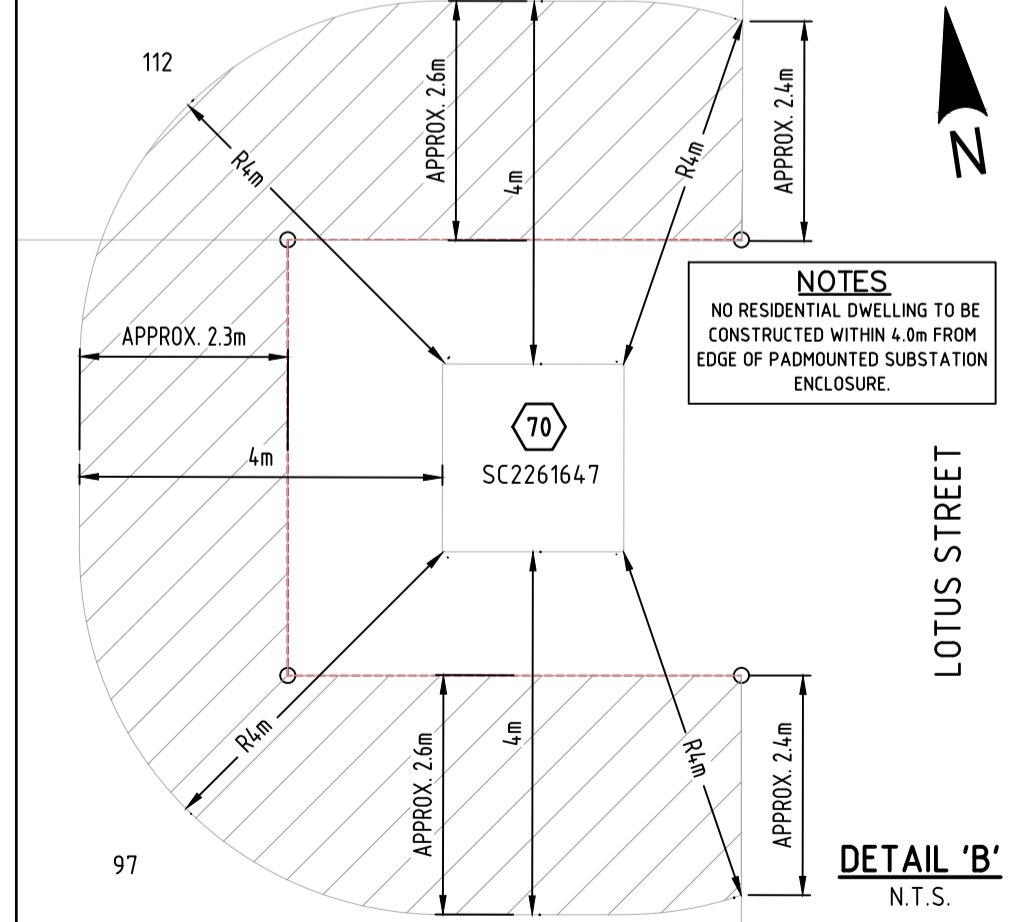 112
APPROX. 2.6m
4m
R4m
R4m
APPROX. 2.4m
N
NOTES
NO RESIDENTIAL DWELLING TO BE
CONSTRUCTED WITHIN 4.0m FROM
EDGE OF PADMOUNTED SUBSTATION
ENCLOSURE.
APPROX. 2.3m
4m
70
SC2261647
LOTUS STREET
R4m
APPROX. 2.6m
4m
R4m
APPROX. 2.4m
97
DETAIL 'B'
N.T.S.